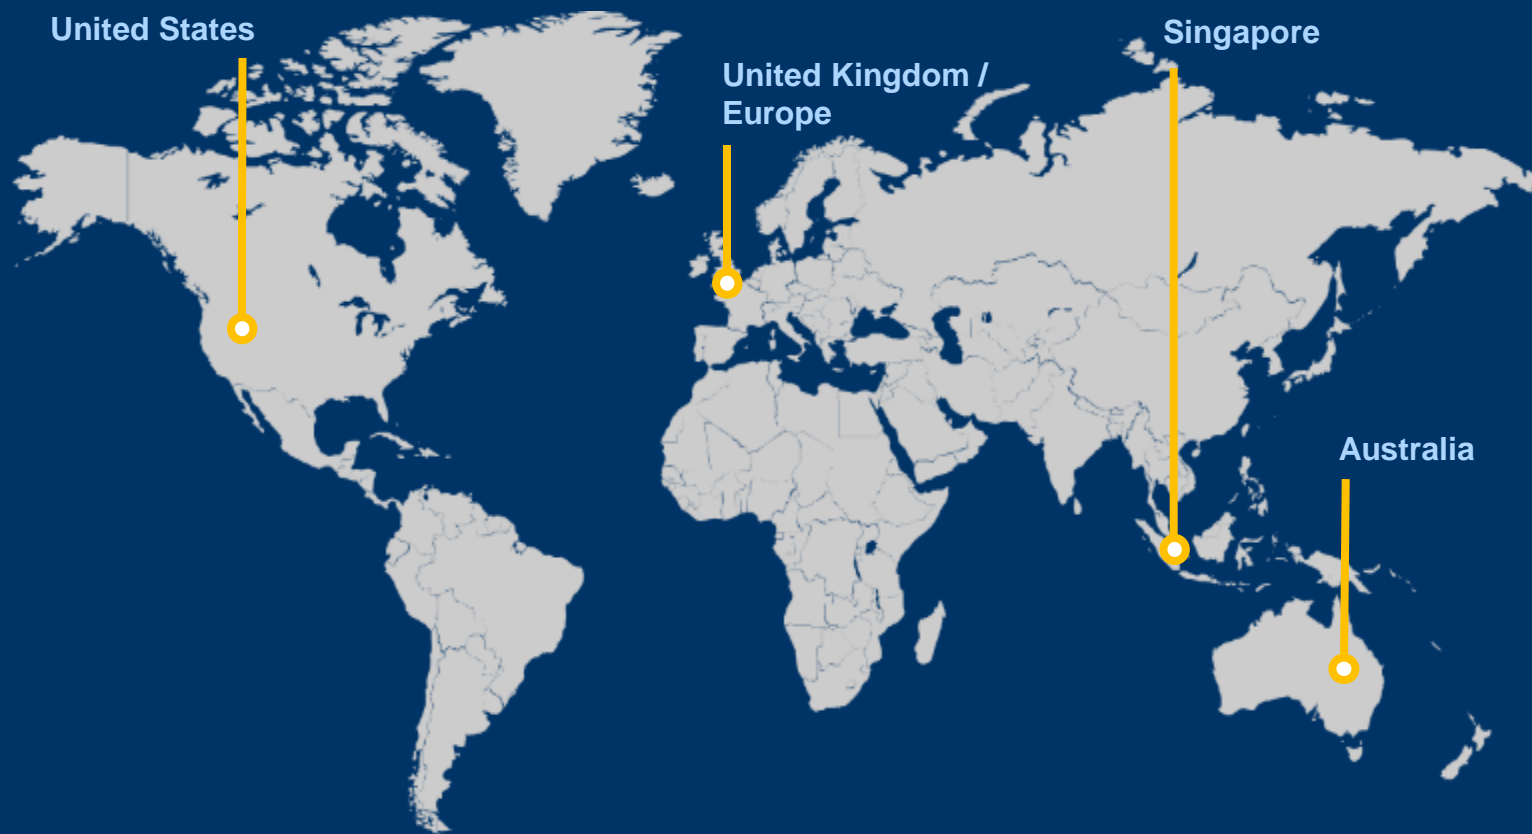 United States
Singapore
United Kingdom /
Europe
Australia